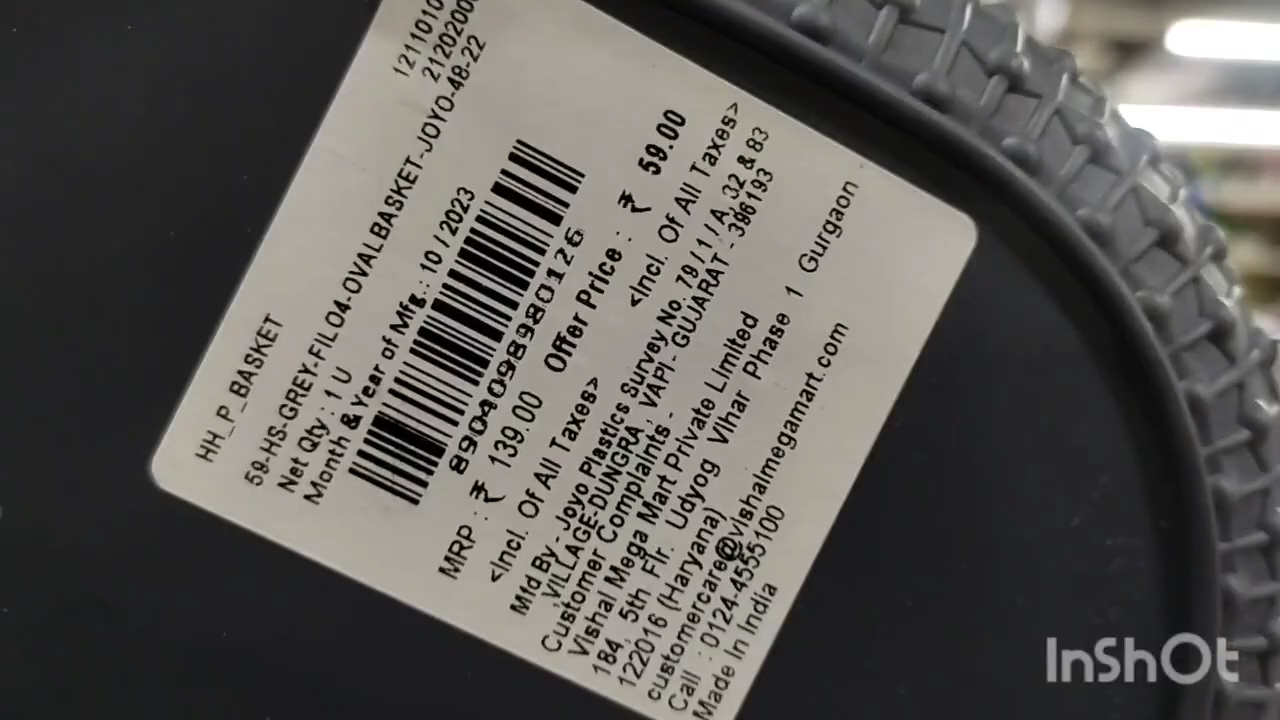 1211010
2120200
HH_P_BASKET
59-HS-GREY-FIL04-OVALBASKET-JOYO-48-22
Net Qty : 1 U
Month & Year of Mfg.: 10 / 2023
8904098980126
MRP : ₹ 139.00 Offer Price : ₹ 59.00
<Incl. Of All Taxes> <Incl. Of All Taxes>
Mfd By - Joyo Plastics Survey No. 79 / 1 / A, 32 & 83
,VILLAGE-DUNGRA, VAPI - GUJARAT - 396193
Customer Complaints -
Vishal Mega Mart Private Limited
184, 5th Flr. Udyog Vihar Phase 1 Gurgaon
122016 (Haryana)
customercare@vishalmegamart.com
Call : 0124-4555100
Made In India
InShOt